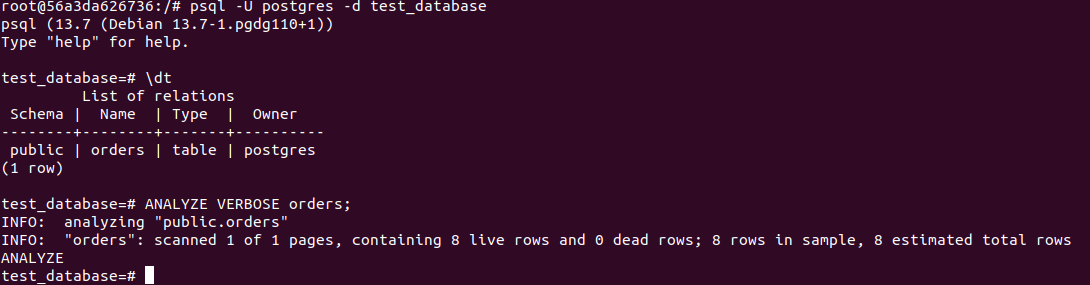 root@56a3da626736:/# psql -U postgres -d test_database
psql (13.7 (Debian 13.7-1.pgdg110+1))
Type "help" for help.

test_database=# \dt
         List of relations
 Schema |  Name  | Type  |  Owner
--------+--------+-------+----------
 public | orders | table | postgres
(1 row)

test_database=# ANALYZE VERBOSE orders;
INFO:  analyzing "public.orders"
INFO:  "orders": scanned 1 of 1 pages, containing 8 live rows and 0 dead rows; 8 rows in sample, 8 estimated total rows
ANALYZE
test_database=#